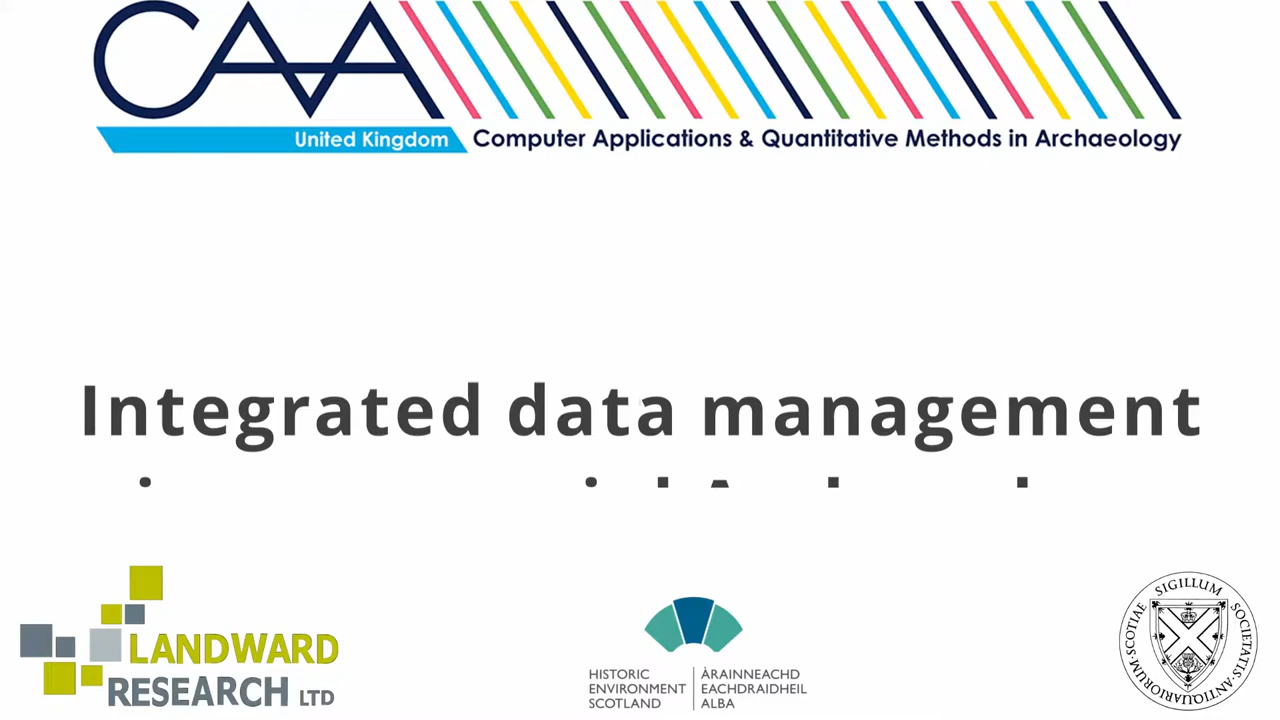 CAA
United Kingdom
Computer Applications & Quantitative Methods in Archaeology
Integrated data management
LANDWARD
RESEARCH LTD
HISTORIC
ENVIRONMENT
SCOTLAND
ÀRAINNEACHD
EACHDRAIDHEIL
ALBA
SIGILLUM SOCIETATIS·ANTIQUARIORUM·SCOTIAE